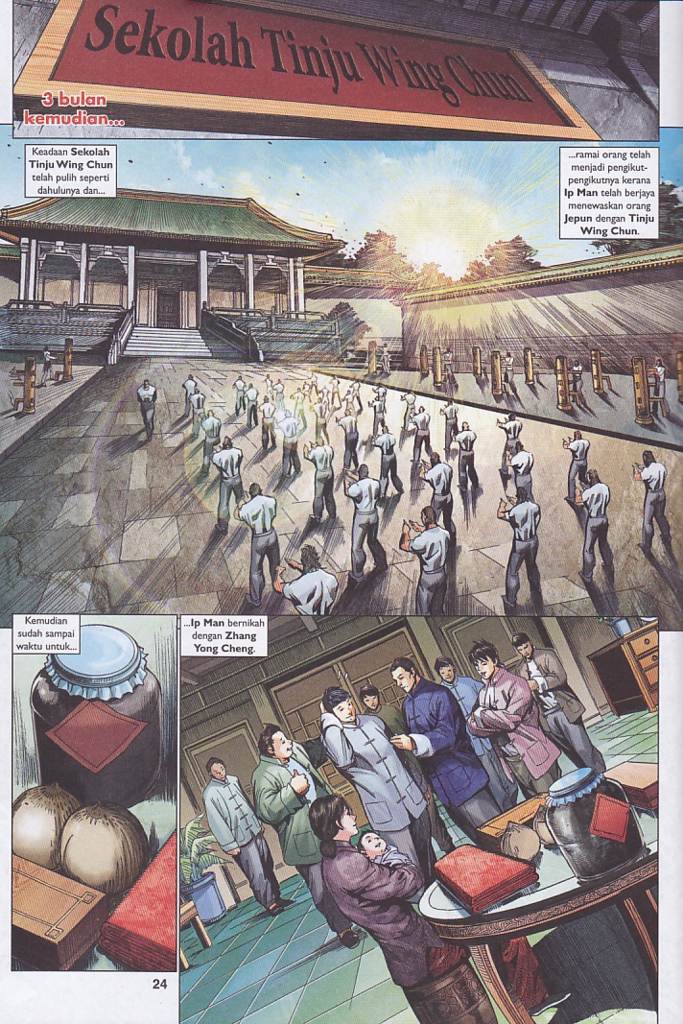 Sekolah Tinju Wing Chun
3 bulan
kemudian...
Keadaan Sekolah
Tinju Wing Chun
telah pulih seperti
dahulunya dan...
...ramai orang telah
menjadi pengikut-
pengikutnya kerana
Ip Man telah berjaya
menewaskan orang
Jepun dengan Tinju
Wing Chun.
Kemudian
sudah sampai
waktu untuk...
...Ip Man bernikah
dengan Zhang
Yong Cheng.
24